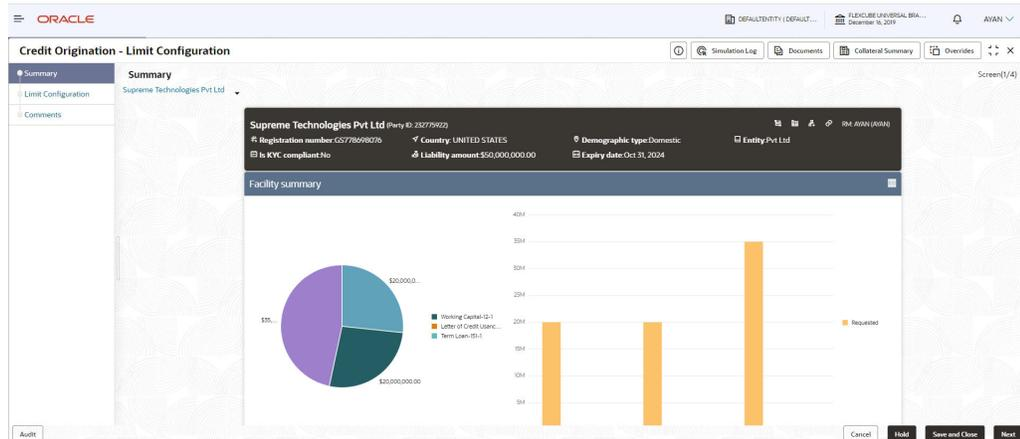 ORACLE
DEFAULTENTITY ( DEFAULT...
FLEXCUBE UNIVERSAL BRA...
December 16, 2019
AYAN
Credit Origination - Limit Configuration
Simulation Log
Documents
Collateral Summary
Overrides
Summary
Limit Configuration
Comments
Summary
Screen(1/4)
Supreme Technologies Pvt Ltd
Supreme Technologies Pvt Ltd (Party ID: 232775922)
RM: AYAN (AYAN)
Registration number:GS778698076
Country: UNITED STATES
Demographic type:Domestic
Entity:Pvt Ltd
Is KYC compliant:No
Liability amount:$50,000,000.00
Expiry date:Oct 31, 2024
Facility summary
$20,000,0...
$35,...
$20,000,000.00
Working Capital-12-1
Letter of Credit Usanc...
Term Loan-151-1
40M
35M
30M
25M
20M
15M
10M
5M
Requested
Audit
Cancel
Hold
Save and Close
Next